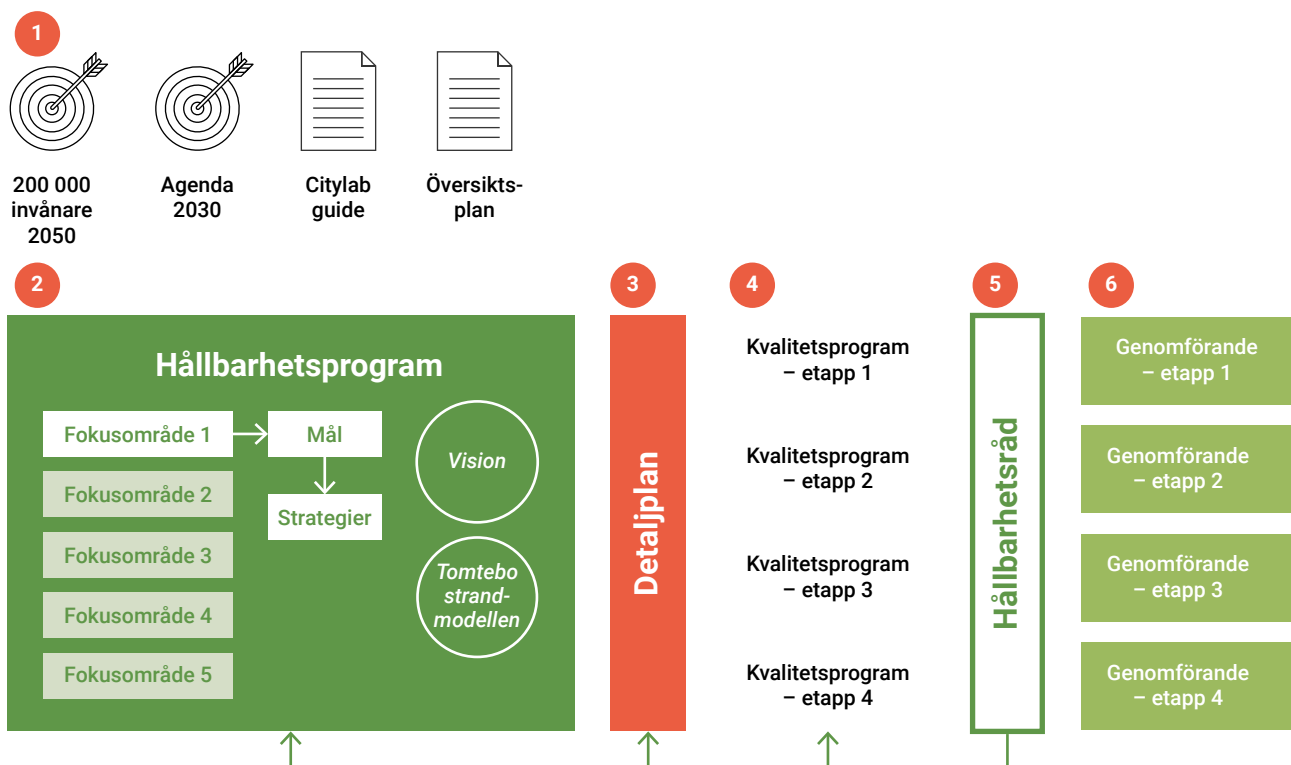 1
200 000
invånare
2050
Agenda
2030
Citylab
guide
Översikts-
plan
2
Hållbarhetsprogram
Fokusområde 1
Mål
Fokusområde 2
Strategier
Fokusområde 3
Fokusområde 4
Fokusområde 5
Vision
Tomtebo
strand-
modellen
3
Detaljplan
4
Kvalitetsprogram
– etapp 1
Kvalitetsprogram
– etapp 2
Kvalitetsprogram
– etapp 3
Kvalitetsprogram
– etapp 4
5
Hållbarhetsråd
6
Genomförande
– etapp 1
Genomförande
– etapp 2
Genomförande
– etapp 3
Genomförande
– etapp 4